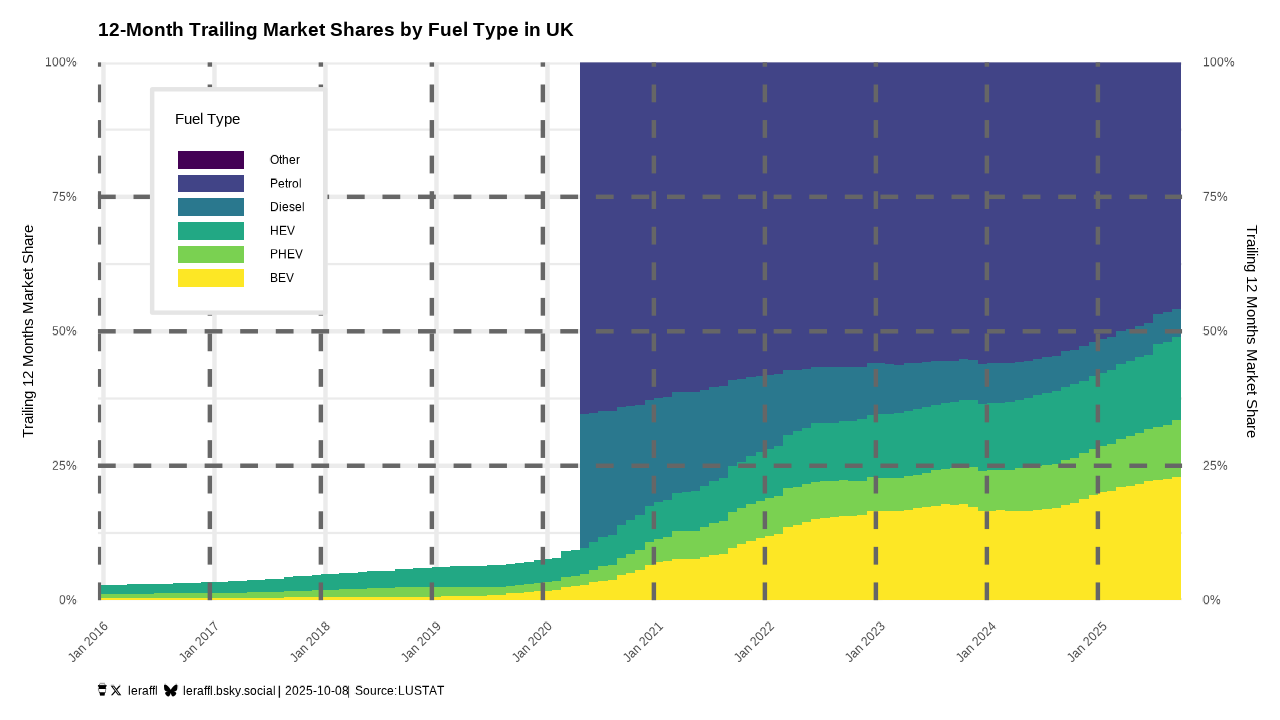 12-Month Trailing Market Shares by Fuel Type in UK
100%
100%
Fuel Type
Other
Petrol
Diesel
HEV
PHEV
BEV
75%
75%
50%
50%
25%
25%
0%
0%
Trailing 12 Months Market Share
Trailing 12 Months Market Share
Jan 2016
Jan 2017
Jan 2018
Jan 2019
Jan 2020
Jan 2021
Jan 2022
Jan 2023
Jan 2024
Jan 2025
leraffl leraffl.bsky.social | 2025-10-08| Source:LUSTAT